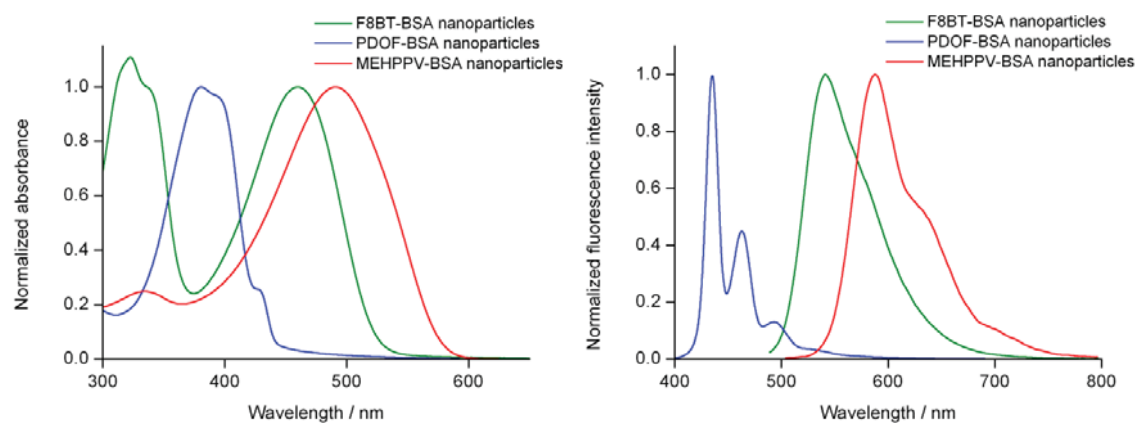 F8BT-BSA nanoparticles
PDOF-BSA nanoparticles
MEHPPV-BSA nanoparticles
Normalized absorbance
1.0
0.8
0.6
0.4
0.2
0.0
300 400 500 600
Wavelength / nm
F8BT-BSA nanoparticles
PDOF-BSA nanoparticles
MEHPPV-BSA nanoparticles
Normalized fluorescence intensity
1.0
0.8
0.6
0.4
0.2
0.0
400 500 600 700 800
Wavelength / nm